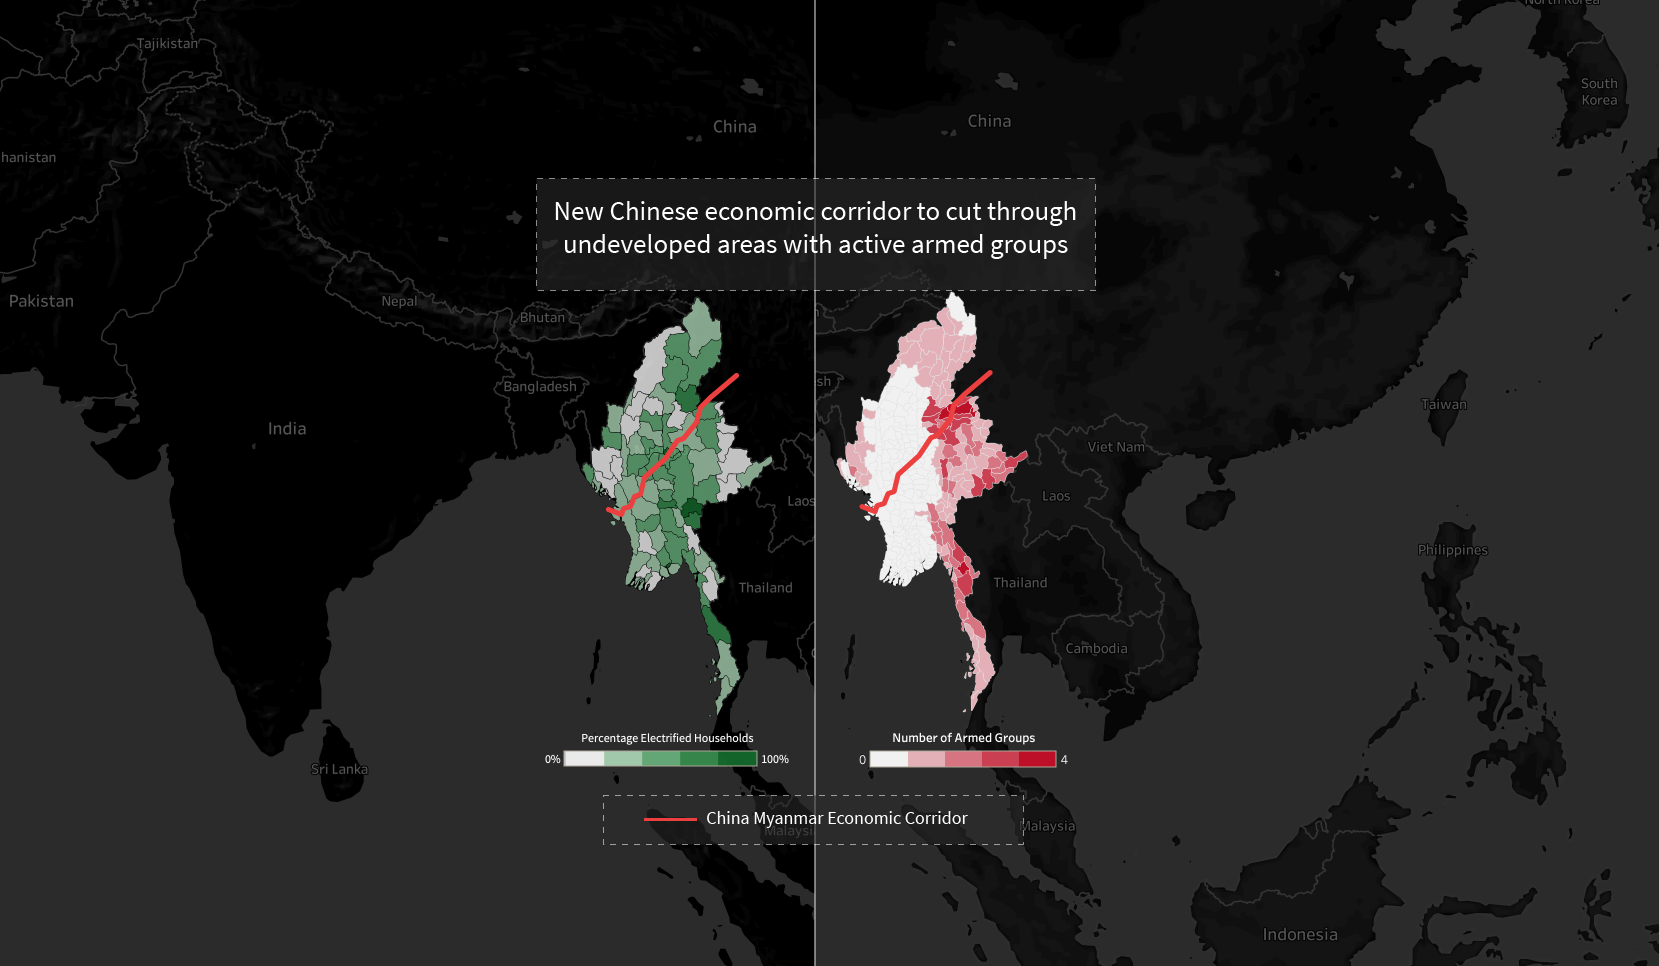 North Korea
Tajikistan
South
Korea
China
China
hanistan
New Chinese economic corridor to cut through
undeveloped areas with active armed groups
Pakistan
Nepal
Bhutan
Bangladesh
sh
Taiwan
India
Viet Nam
Laos
Laos
Philippines
Thailand
Thailand
Cambodia
Percentage Electrified Households
0%
100%
Number of Armed Groups
0
4
Sri Lanka
China Myanmar Economic Corridor
Malaysi
Malaysia
Indonesia